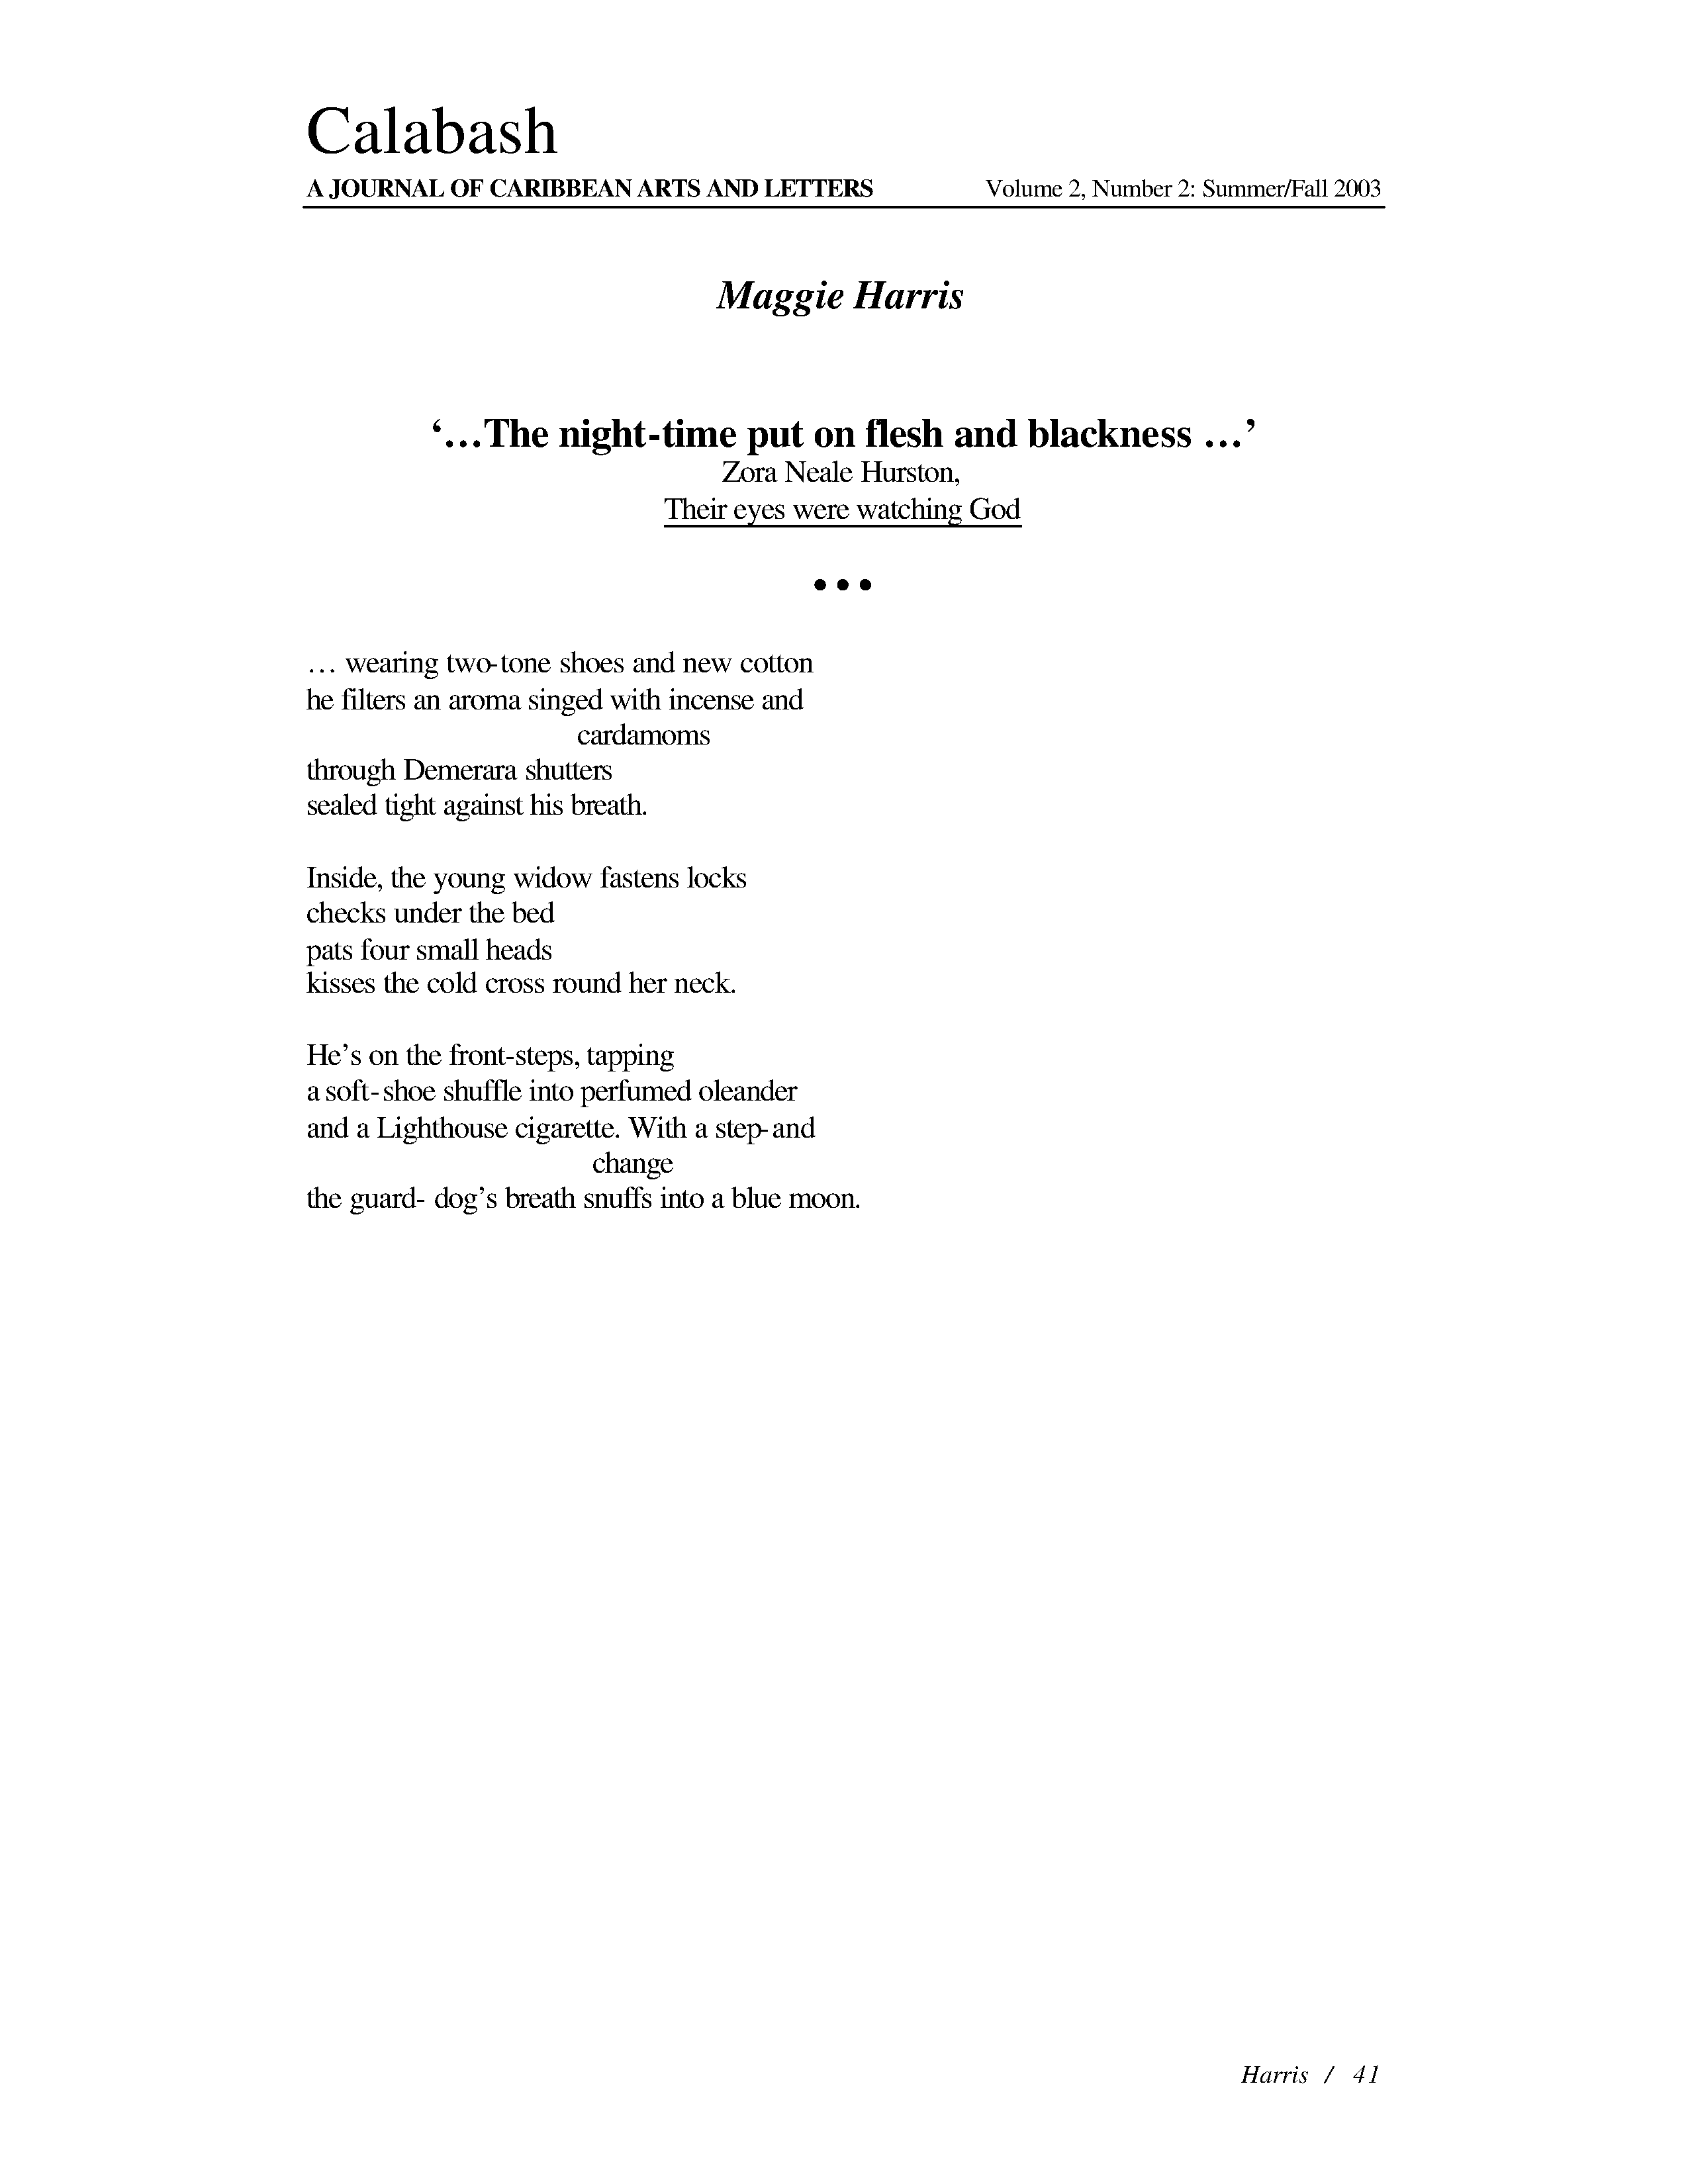 Calabash
A JOURNAL OF CARIBBEAN ARTS AND LETTERS Volume 2, Number 2: Summer/Fall 2003
Maggie Harris
‘…The night-time put on flesh and blackness …’
Zora Neale Hurston,
Their eyes were watching God
•••
… wearing two-tone shoes and new cotton
he filters an aroma singed with incense and
cardamoms
through Demerara shutters
sealed tight against his breath.
Inside, the young widow fastens locks
checks under the bed
pats four small heads
kisses the cold cross round her neck.
He’s on the front-steps, tapping
a soft-shoe shuffle into perfumed oleander
and a Lighthouse cigarette. With a step-and
change
the guard- dog’s breath snuffs into a blue moon.
Harris / 41